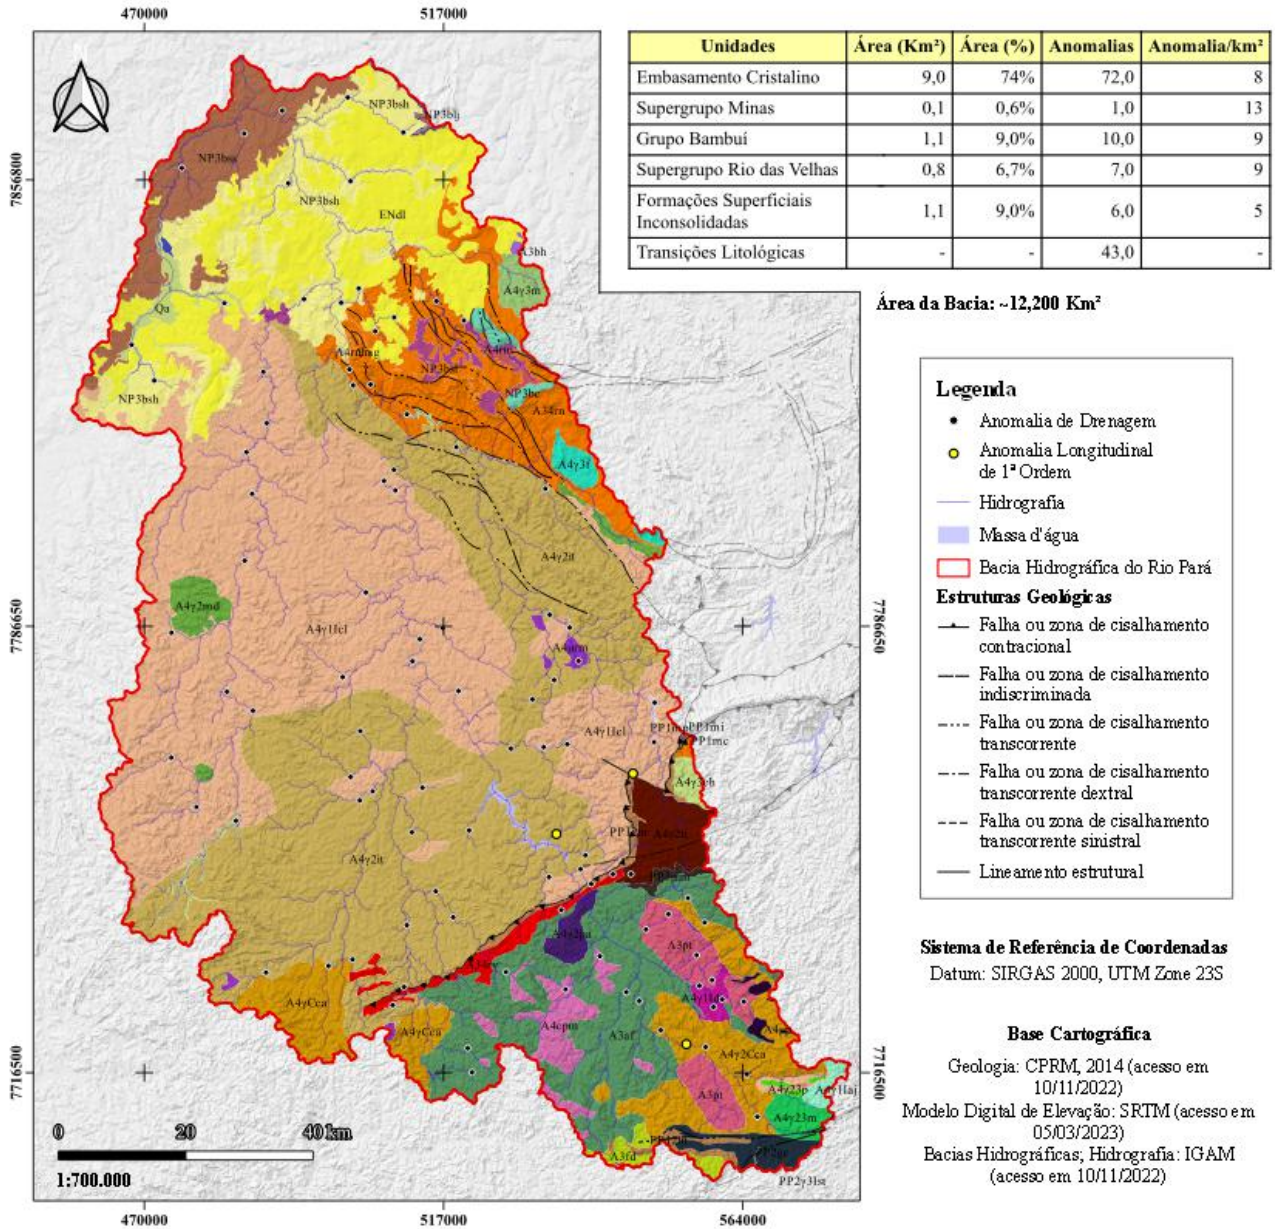 470000
517000
Unidades Área (Km²) Área (%) Anomalias Anomalia/km²
Embasamento Cristalino 9,0 74% 72,0 8
Supergrupo Minas 0,1 0,6% 1,0 13
Grupo Bambuí 1,1 9,0% 10,0 9
Supergrupo Rio das Velhas 0,8 6,7% 7,0 9
Formações Superficiais
Inconsolidadas 1,1 9,0% 6,0 5
Transições Litológicas - - 43,0 -
NP3bsh
NP3blj
7856800
NP3bsh
ENdl
A3bh
A4γ3m
Qa
NP3bsh
A34rn
A4γ3f
A4γ2it
A4γ2md
A4γ1Icl
7786650
7786650
A4γ1Icl
PP1mi
PP1mc
A4γ2it
A3pt
A4γCca
A4γCca
A4cpm
A3af
A4γ2Cca
A3pt
A4γ23p
A4γ1Iaj
A4γ23m
A3fd
PP2γ3Ist
7716500
7716500
0 20 40 km
1:700.000
470000
517000
564000
Área da Bacia: ~12,200 Km²
Legenda
Anomalia de Drenagem
Anomalia Longitudinal
de 1ª Ordem
Hidrografia
Massa d'água
Bacia Hidrográfica do Rio Pará
Estruturas Geológicas
Falha ou zona de cisalhamento
contracional
Falha ou zona de cisalhamento
indiscriminada
Falha ou zona de cisalhamento
transcorrente
Falha ou zona de cisalhamento
transcorrente dextral
Falha ou zona de cisalhamento
transcorrente sinistral
Lineamento estrutural
Sistema de Referência de Coordenadas
Datum: SIRGAS 2000, UTM Zone 23S
Base Cartográfica
Geologia: CPRM, 2014 (acesso em
10/11/2022)
Modelo Digital de Elevação: SRTM (acesso em
05/03/2023)
Bacias Hidrográficas; Hidrografia: IGAM
(acesso em 10/11/2022)